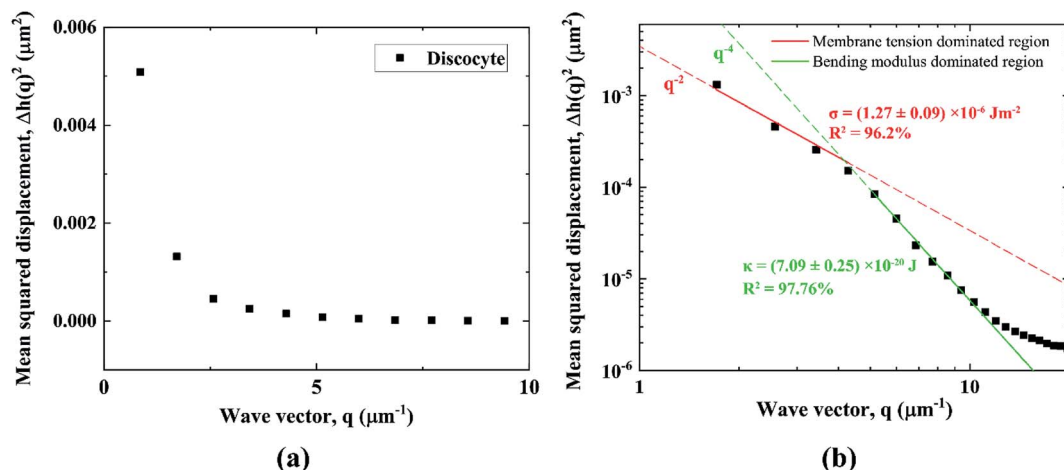 0.006
0.004
0.002
0.000
Mean squared displacement, Δh(q)² (μm²)
Discocyte
0
5
10
Wave vector, q (μm⁻¹)
(a)
Mean squared displacement, Δh(q)² (μm²)
10⁻³
10⁻⁴
10⁻⁵
10⁻⁶
q⁻⁴
q⁻²
Membrane tension dominated region
Bending modulus dominated region
σ = (1.27 ± 0.09) ×10⁻⁶ Jm⁻²
R² = 96.2%
κ = (7.09 ± 0.25) ×10⁻²⁰ J
R² = 97.76%
1
10
Wave vector, q (μm⁻¹)
(b)